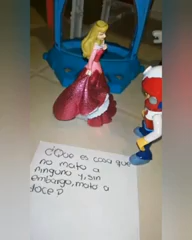 ¿Que es cosa que
no mata a
ninguno y, sin
embargo, mata a
doce?